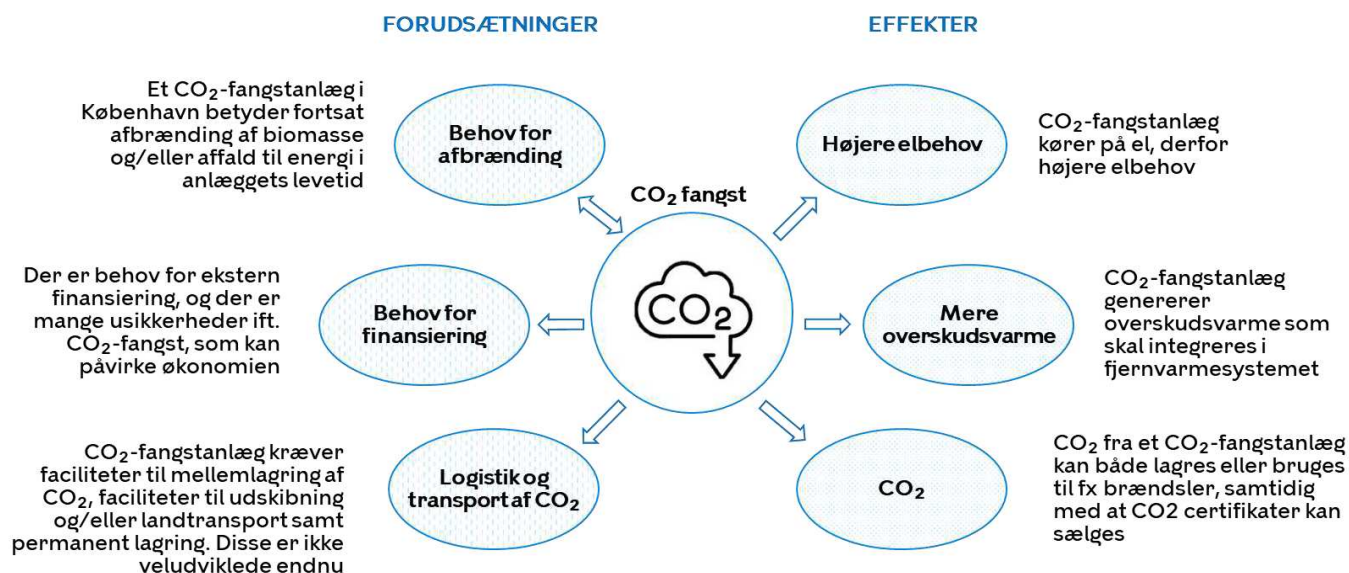 FORUDSÆTNINGER
EFFEKTER
Et CO₂-fangstanlæg i
København betyder fortsat
afbrænding af biomasse
og/eller affald til energi i
anlæggets levetid
Behov for
afbrænding
Der er behov for ekstern
finansiering, og der er
mange usikkerheder ift.
CO₂-fangst, som kan
påvirke økonomien
Behov for
finansiering
CO₂-fangstanlæg kræver
faciliteter til mellemlagring af
CO₂, faciliteter til udskibning
og/eller landtransport samt
permanent lagring. Disse er ikke
veludviklede endnu
Logistik og
transport af CO₂
CO₂ fangst
CO₂
Højere elbehov
CO₂-fangstanlæg
kører på el, derfor
højere elbehov
Mere
overskudsvarme
CO₂-fangstanlæg
genererer
overskudsvarme som
skal integreres i
fjernvarmesystemet
CO₂
CO₂ fra et CO₂-fangstanlæg
kan både lagres eller bruges
til fx brændsler, samtidig
med at CO2 certifikater kan
sælges